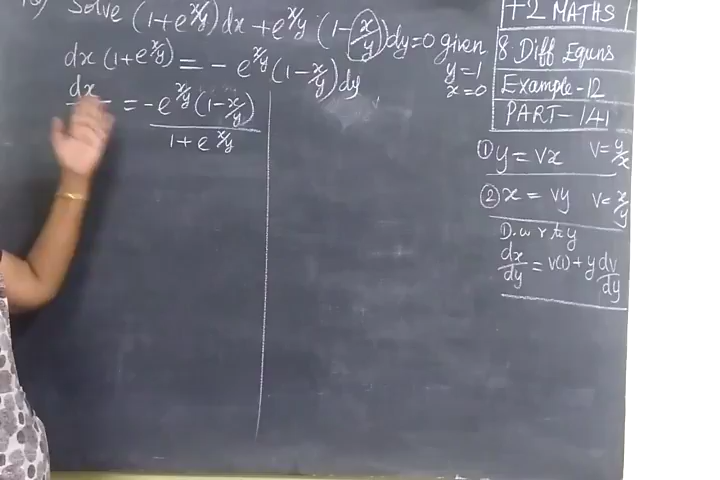 Solve (1+e^x/y)dx + e^x/y (1-x/y)dy=0 given
y=1
x=0
dx (1+e^x/y) = - e^x/y (1-x/y)dy
dx = -e^x/y (1-x/y)
1+e^x/y
+2 MATHS
8 Diff Equns
Example-12
PART-141
① y = vx v= y/x
② x = vy v= x/y
D. w r to y
dx/dy = v(1) + y dv/dy